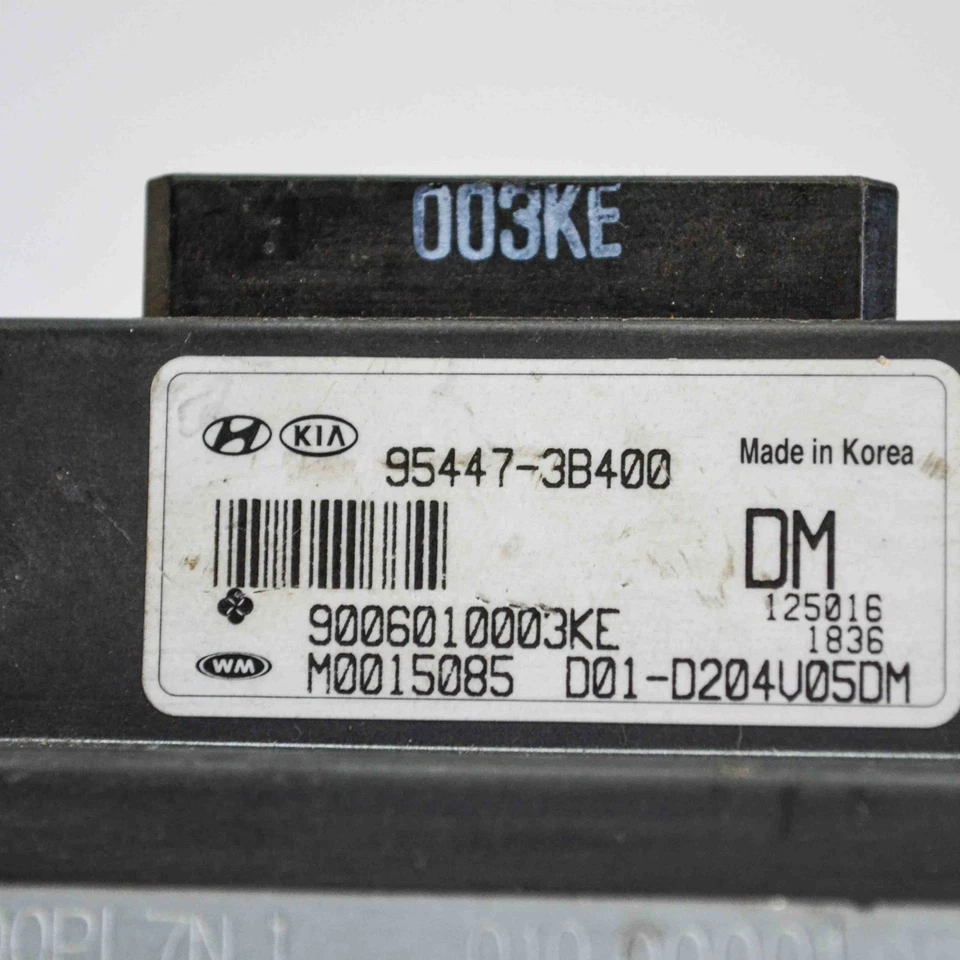 003KE
KIA
95447-3B400
Made in Korea
DM
125016
1836
9006010003KE
WM
M0015085 D01-D204V05DM